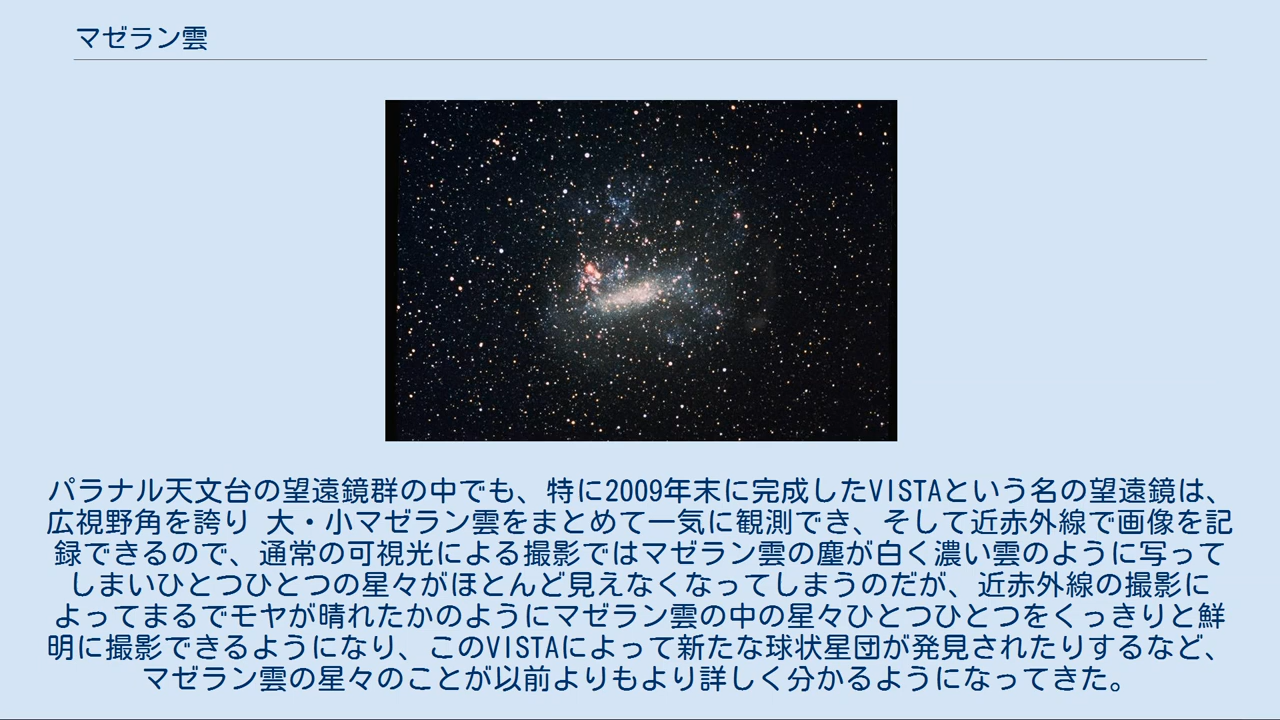 マゼラン雲
パラナル天文台の望遠鏡群の中でも、特に2009年末に完成したVISTAという名の望遠鏡は、
広視野角を誇り 大・小マゼラン雲をまとめて一気に観測でき、そして近赤外線で画像を記
録できるので、通常の可視光による撮影ではマゼラン雲の塵が白く濃い雲のように写って
しまいひとつひとつの星々がほとんど見えなくなってしまうのだが、近赤外線の撮影に
よってまるでモヤが晴れたかのようにマゼラン雲の中の星々ひとつひとつをくっきりと鮮
明に撮影できるようになり、このVISTAによって新たな球状星団が発見されたりするなど、
マゼラン雲の星々のことが以前よりもより詳しく分かるようになってきた。